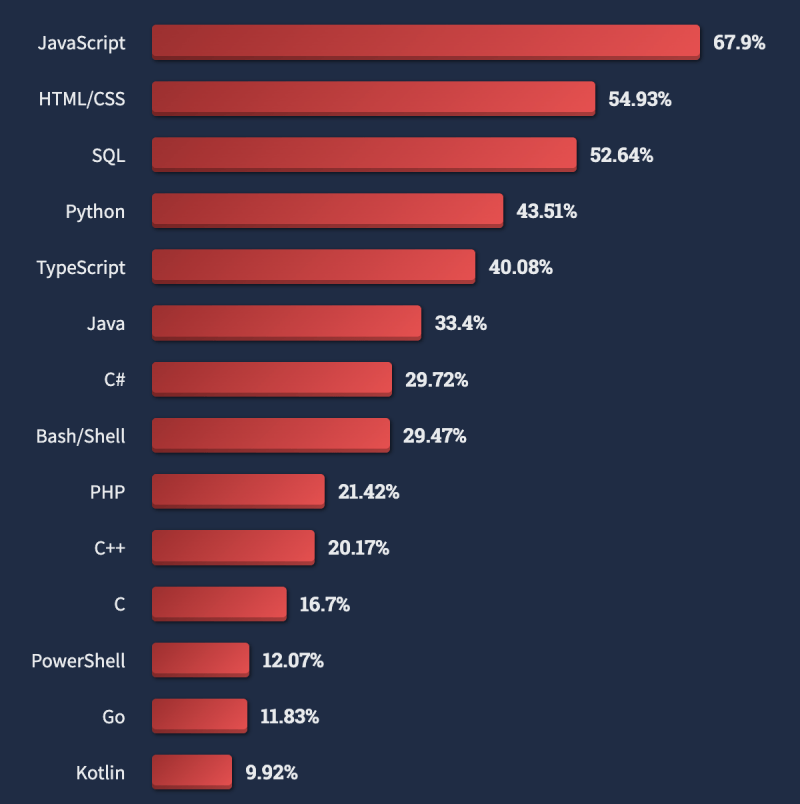 JavaScript 67.9%
HTML/CSS 54.93%
SQL 52.64%
Python 43.51%
TypeScript 40.08%
Java 33.4%
C# 29.72%
Bash/Shell 29.47%
PHP 21.42%
C++ 20.17%
C 16.7%
PowerShell 12.07%
Go 11.83%
Kotlin 9.92%